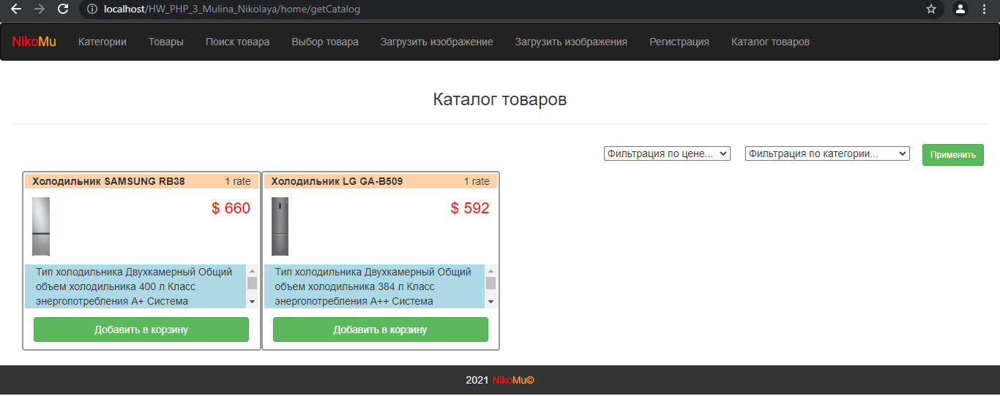 localhost/HW_PHP_3_Mulina_Nikolaya/home/getCatalog
NikoMu Категории Товары Поиск товара Выбор товара Загрузить изображение Загрузить изображения Регистрация Каталог товаров
Каталог товаров
Фильтрация по цене... Фильтрация по категории... Применить
Холодильник SAMSUNG RB38 1 rate
$ 660
Тип холодильника Двухкамерный Общий
объем холодильника 400 л Класс
энергопотребления А+ Система
Добавить в корзину
Холодильник LG GA-B509 1 rate
$ 592
Тип холодильника Двухкамерный Общий
объем холодильника 384 л Класс
энергопотребления А++ Система
Добавить в корзину
2021 NikoMu©